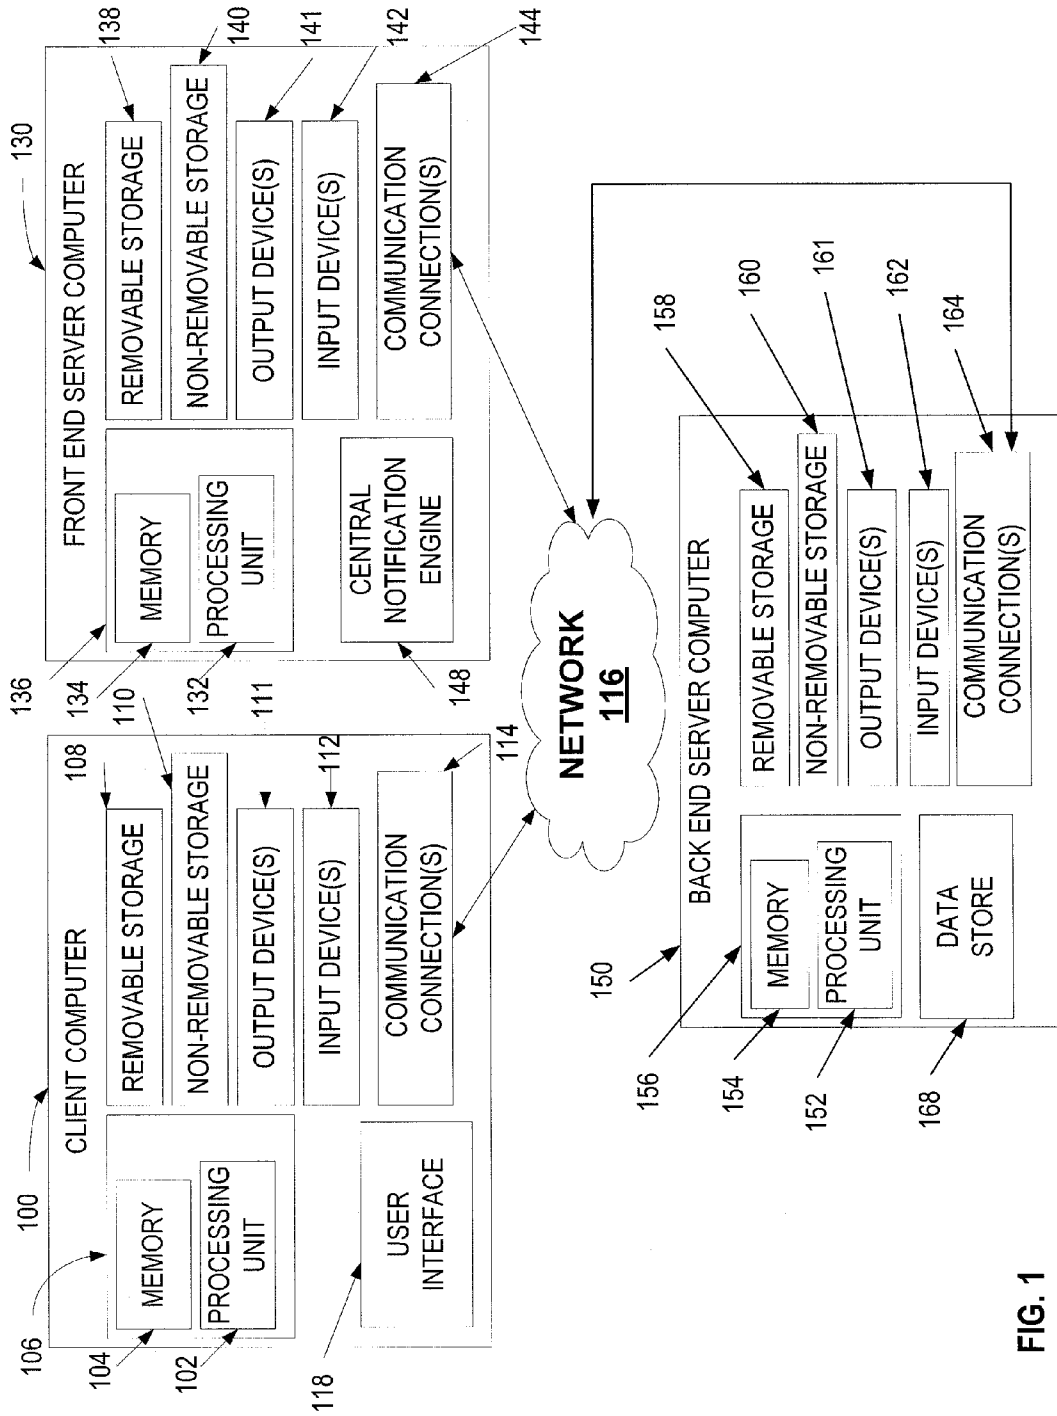 100
CLIENT COMPUTER
106
MEMORY
104
PROCESSING
UNIT
102
USER
INTERFACE
118
108
REMOVABLE STORAGE
110
NON-REMOVABLE STORAGE
111
OUTPUT DEVICE(S)
112
INPUT DEVICE(S)
114
COMMUNICATION
CONNECTION(S)
130
FRONT END SERVER COMPUTER
136
MEMORY
134
PROCESSING
UNIT
132
CENTRAL
NOTIFICATION
ENGINE
148
138
REMOVABLE STORAGE
140
NON-REMOVABLE STORAGE
141
OUTPUT DEVICE(S)
142
INPUT DEVICE(S)
144
COMMUNICATION
CONNECTION(S)
NETWORK
116
150
BACK END SERVER COMPUTER
156
MEMORY
154
PROCESSING
UNIT
152
DATA
STORE
168
158
REMOVABLE STORAGE
160
NON-REMOVABLE STORAGE
161
OUTPUT DEVICE(S)
162
INPUT DEVICE(S)
164
COMMUNICATION
CONNECTION(S)
FIG. 1